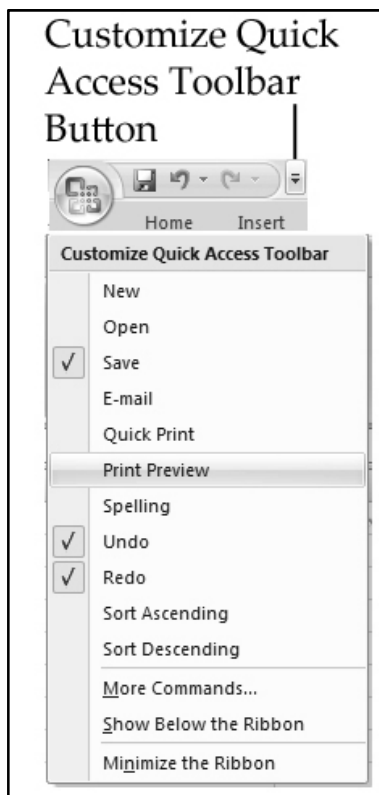 Customize Quick
Access Toolbar
Button
Home Insert
Customize Quick Access Toolbar
New
Open
√ Save
E-mail
Quick Print
Print Preview
Spelling
√ Undo
√ Redo
Sort Ascending
Sort Descending
More Commands...
Show Below the Ribbon
Minimize the Ribbon